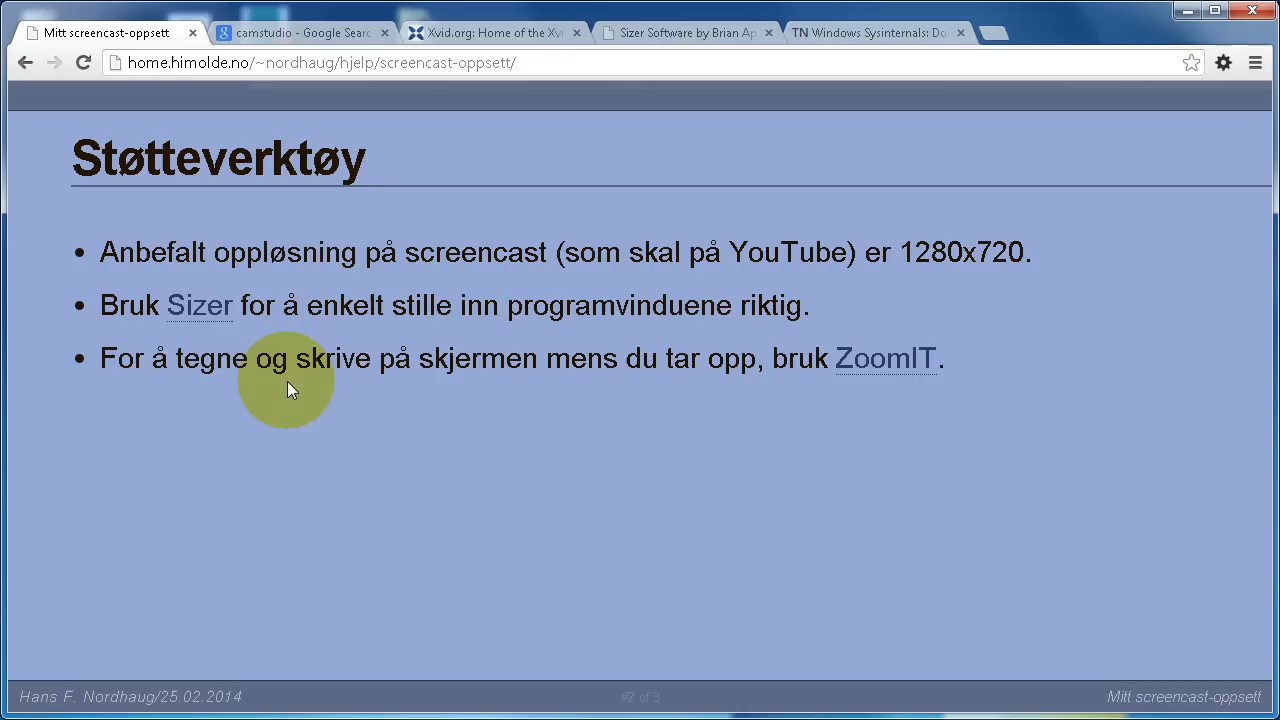 Mitt screencast-oppsett
camstudio - Google Searc
Xvid.org: Home of the Xvi
Sizer Software by Brian Ap
TN Windows Sysinternals: Do
home.himolde.no/~nordhaug/hjelp/screencast-oppsett/
Støtteverktøy
• Anbefalt oppløsning på screencast (som skal på YouTube) er 1280x720.
• Bruk Sizer for å enkelt stille inn programvinduene riktig.
• For å tegne og skrive på skjermen mens du tar opp, bruk ZoomIT.
Hans F. Nordhaug/25.02.2014
#2 of 3
Mitt screencast-oppsett